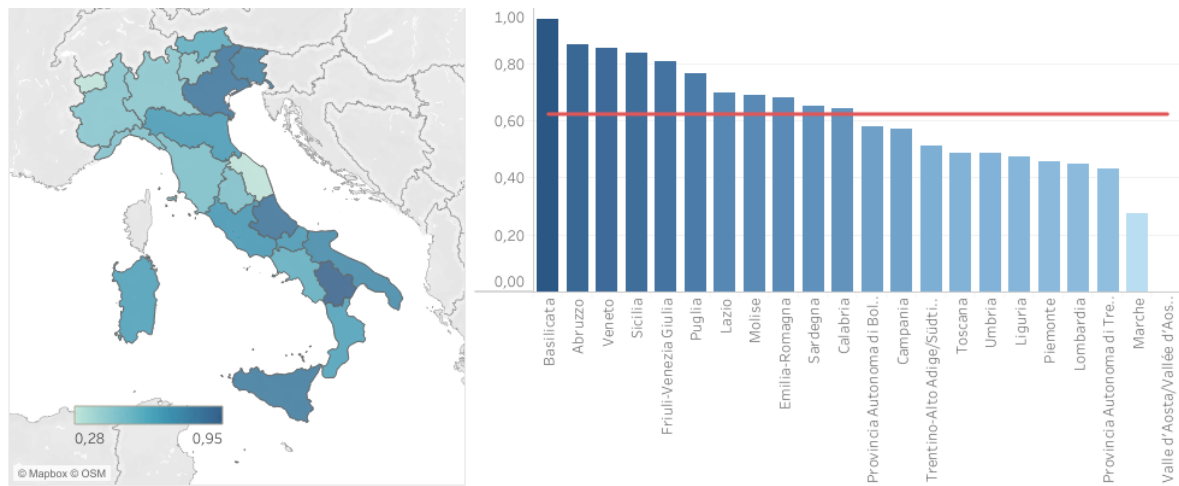 0,28
0,95
© Mapbox © OSM
1,00
0,80
0,60
0,40
0,20
0,00
Basilicata
Abruzzo
Veneto
Sicilia
Friuli-Venezia Giulia
Puglia
Lazio
Molise
Emilia-Romagna
Sardegna
Calabria
Provincia Autonoma di Bol..
Campania
Trentino-Alto Adige/Südti..
Toscana
Umbria
Liguria
Piemonte
Lombardia
Provincia Autonoma di Tre..
Marche
Valle d'Aosta/Vallée d'Aos..